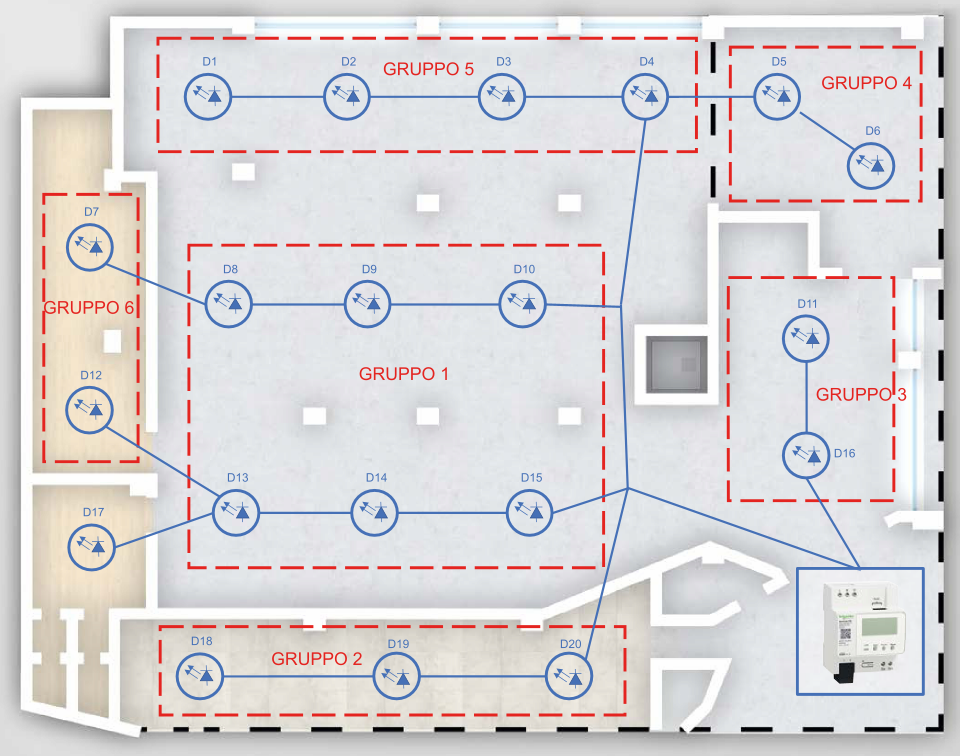 D1
D2
GRUPPO 5
D3
D4
D5
GRUPPO 4
D6
D7
D8
D9
D10
GRUPPO 6
D11
GRUPPO 1
D12
GRUPPO 3
D13
D14
D15
D16
D17
D18
GRUPPO 2
D19
D20